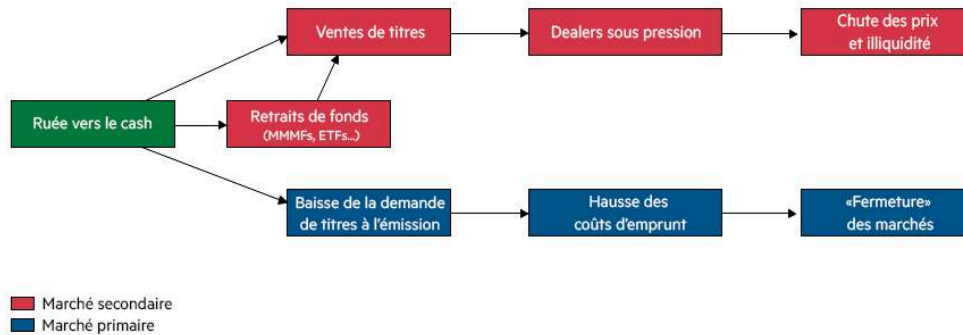 Ventes de titres
Dealers sous pression
Chute des prix
et illiquidité
Ruée vers le cash
Retraits de fonds
(MMMFs, ETFs...)
Baisse de la demande
de titres à l'émission
Hausse des
coûts d'emprunt
«Fermeture»
des marchés
Marché secondaire
Marché primaire